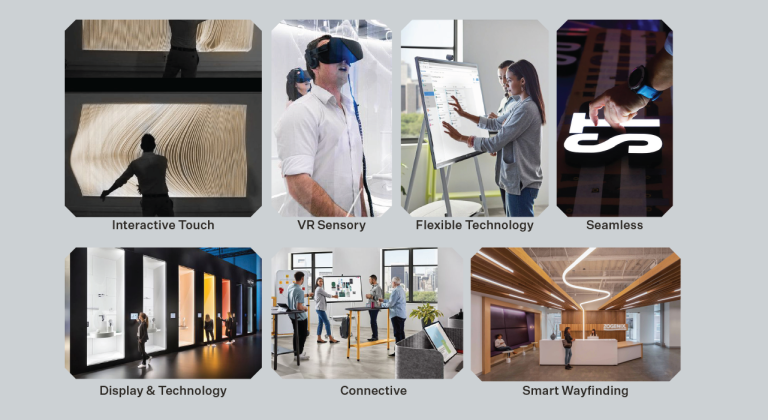 Interactive Touch
VR Sensory
Flexible Technology
Seamless
Display & Technology
Connective
Smart Wayfinding